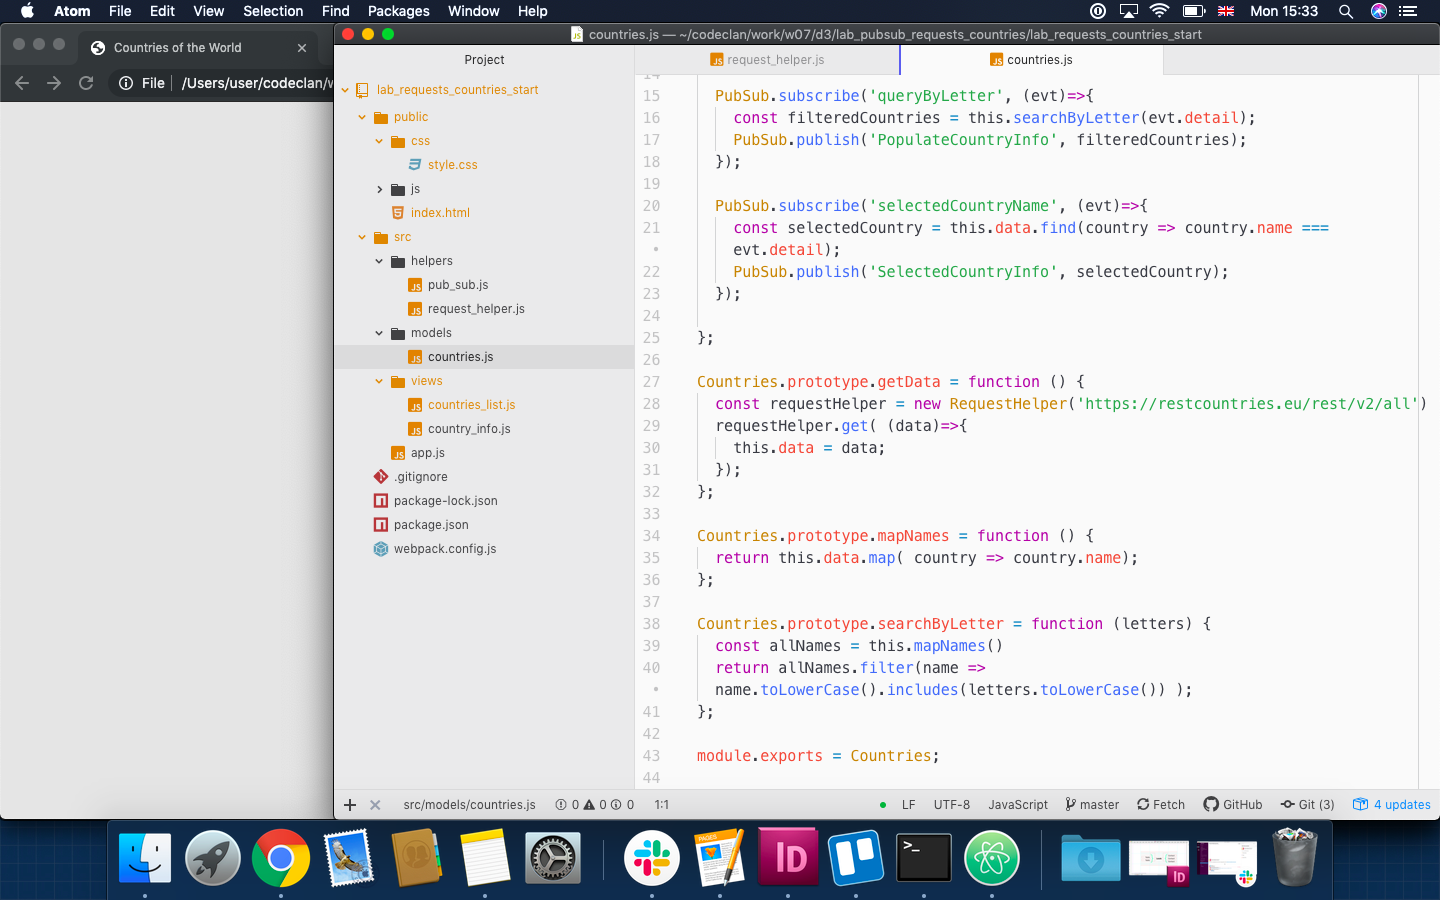 Atom File Edit View Selection Find Packages Window Help Mon 15:33
Countries of the World
File /Users/user/codeclan/w
countries.js — ~/codeclan/work/w07/d3/lab_pubsub_requests_countries/lab_requests_countries_start
Project
lab_requests_countries_start
public
css
style.css
js
index.html
src
helpers
pub_sub.js
request_helper.js
models
countries.js
views
countries_list.js
country_info.js
app.js
.gitignore
package-lock.json
package.json
webpack.config.js
request_helper.js countries.js
14
15 PubSub.subscribe('queryByLetter', (evt)=>{
16 const filteredCountries = this.searchByLetter(evt.detail);
17 PubSub.publish('PopulateCountryInfo', filteredCountries);
18 });
19
20 PubSub.subscribe('selectedCountryName', (evt)=>{
21 const selectedCountry = this.data.find(country => country.name ===
• evt.detail);
22 PubSub.publish('SelectedCountryInfo', selectedCountry);
23 });
24
25 };
26
27 Countries.prototype.getData = function () {
28 const requestHelper = new RequestHelper('https://restcountries.eu/rest/v2/all')
29 requestHelper.get( (data)=>{
30 this.data = data;
31 });
32 };
33
34 Countries.prototype.mapNames = function () {
35 return this.data.map( country => country.name);
36 };
37
38 Countries.prototype.searchByLetter = function (letters) {
39 const allNames = this.mapNames()
40 return allNames.filter(name =>
• name.toLowerCase().includes(letters.toLowerCase()) );
41 };
42
43 module.exports = Countries;
44
src/models/countries.js 0 0 0 1:1 LF UTF-8 JavaScript master Fetch GitHub Git (3) 4 updates
PAGES
ID
>_
ID